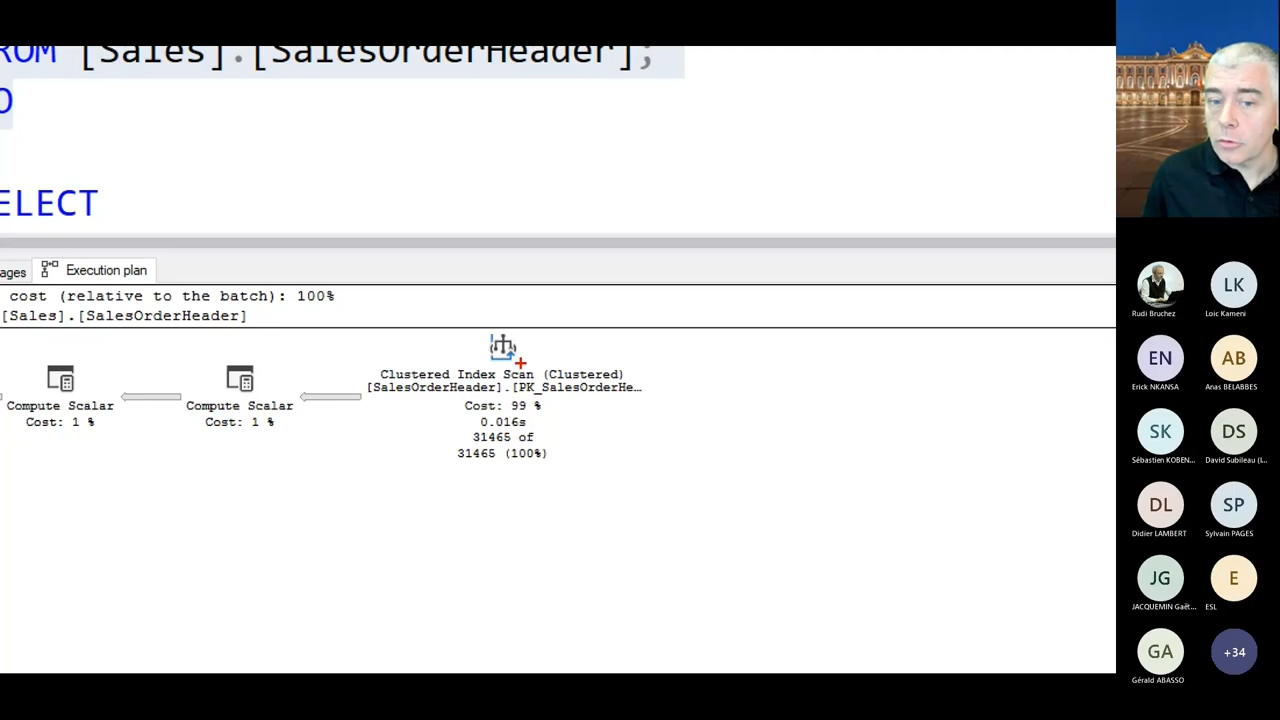 ROM [Sales].[SalesOrderHeader];
O
ELECT
ages
Execution plan
cost (relative to the batch): 100%
[Sales].[SalesOrderHeader]
Compute Scalar
Cost: 1 %
Compute Scalar
Cost: 1 %
Clustered Index Scan (Clustered)
[SalesOrderHeader].[PK_SalesOrderHe…
Cost: 99 %
0.016s
31465 of
31465 (100%)
Rudi Bruchez
LK
Loic Kameni
EN
Erick NKANSA
AB
Anas BELABBES
SK
Sébastien KOBEN...
DS
David Subileau (l...
DL
Didier LAMBERT
SP
Sylvain PAGES
JG
JACQUEMIN Gaët...
E
ESL
GA
Gérald ABASSO
+34